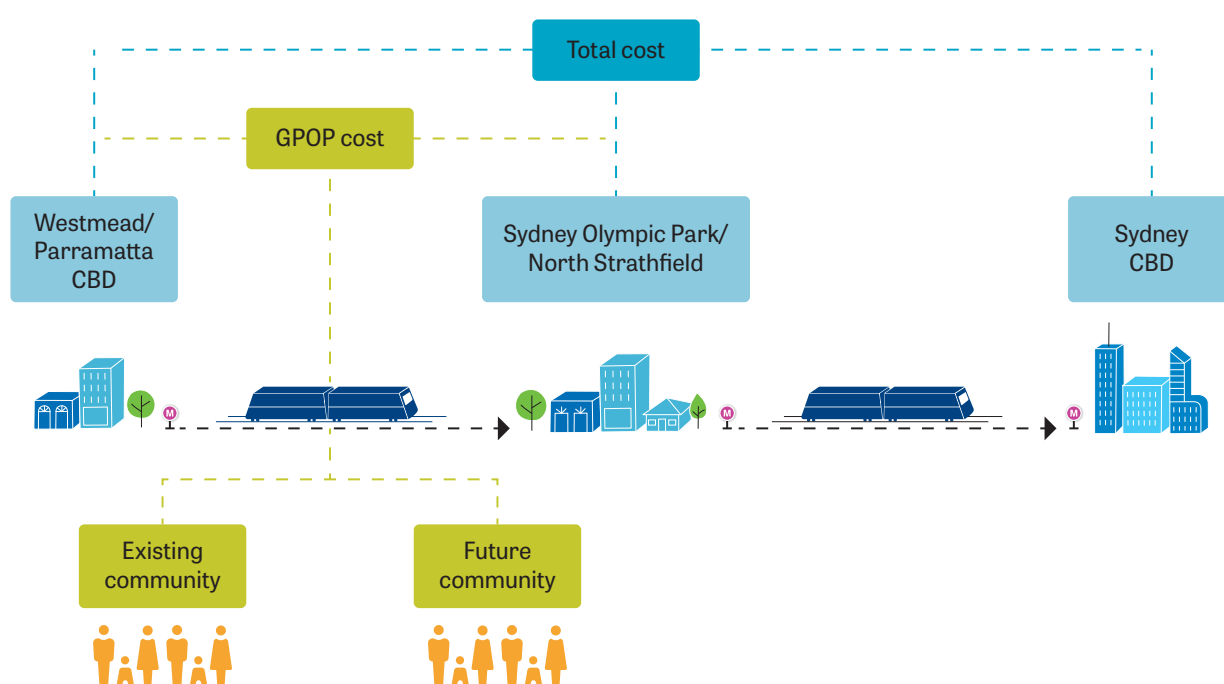 Total cost
GPOP cost
Westmead/
Parramatta
CBD
Sydney Olympic Park/
North Strathfield
Sydney
CBD
M
M
M
Existing
community
Future
community